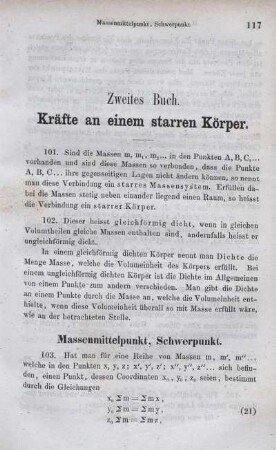 Massenmittelpunkt, Schwerpunkt. 117
Zweites Buch.
Kräfte an einem starren Körper.
101. Sind die Massen m, m₁, m₂... in den Punkten A, B, C,...
vorhanden und sind diese Massen so verbunden, dass die Punkte
A, B, C... ihre gegenseitigen Lagen nicht ändern können, so nennt
man diese Verbindung ein starres Massensystem. Erfüllen dabei
die Massen stetig neben einander liegend einen Raum, so heisst
die Verbindung ein starrer Körper.
102. Dieser heisst gleichförmig dicht, wenn in gleichen
Volumtheilen gleiche Massen enthalten sind, andernfalls heisst er
ungleichförmig dicht.
In einem gleichförmig dichten Körper nennt man Dichte die
Menge Masse, welche die Volumeinheit des Körpers erfüllt. Bei
einem ungleichförmig dichten Körper ist die Dichte im Allgemeinen
von einem Punkte zum andern verschieden. Man gibt die Dichte
an einem Punkte an, welche die Volumeinheit enthielte,
wenn diese Volumeinheit überall so mit Masse erfüllt wäre,
wie an der betrachteten Stelle.
Massenmittelpunkt, Schwerpunkt.
103. Hat man für eine Reihe von Massen m, m′, m″...
welche in den Punkten x, y, z; x′, y′, z′; x″, y″, z″... sich befinden,
einen Punkt, dessen Coordinaten x₀, y₀, z₀ seien, bestimmt
durch die Gleichungen
x₀ Σm = Σmx,
y₀ Σm = Σmy, (21)
z₀ Σm = Σmz,